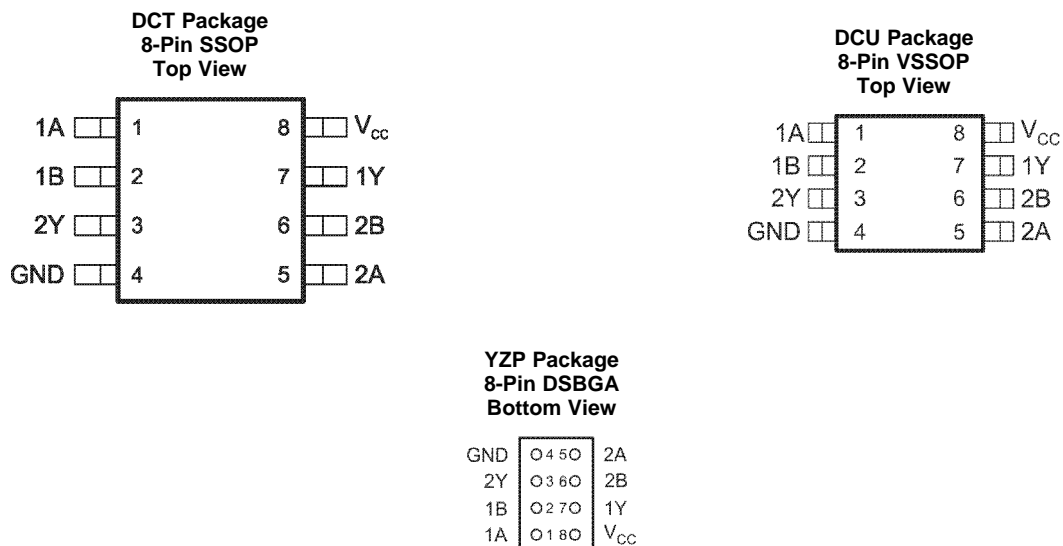 DCT Package
8-Pin SSOP
Top View
1A 1 8 VCC
1B 2 7 1Y
2Y 3 6 2B
GND 4 5 2A
DCU Package
8-Pin VSSOP
Top View
1A 1 8 VCC
1B 2 7 1Y
2Y 3 6 2B
GND 4 5 2A
YZP Package
8-Pin DSBGA
Bottom View
GND 4 5 2A
2Y 3 6 2B
1B 2 7 1Y
1A 1 8 VCC